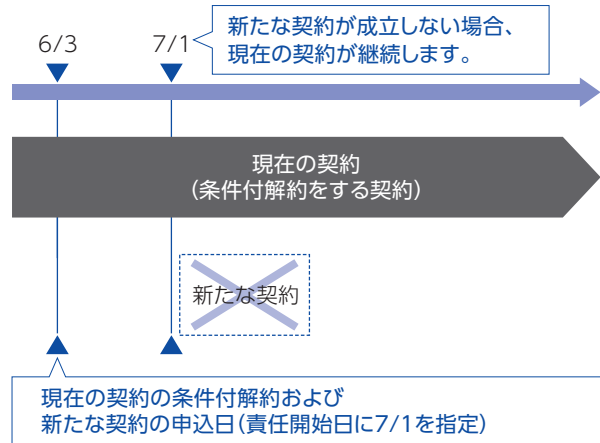 6/3
7/1
新たな契約が成立しない場合、
現在の契約が継続します。
現在の契約
(条件付解約をする契約)
新たな契約
現在の契約の条件付解約および
新たな契約の申込日(責任開始日に7/1を指定)